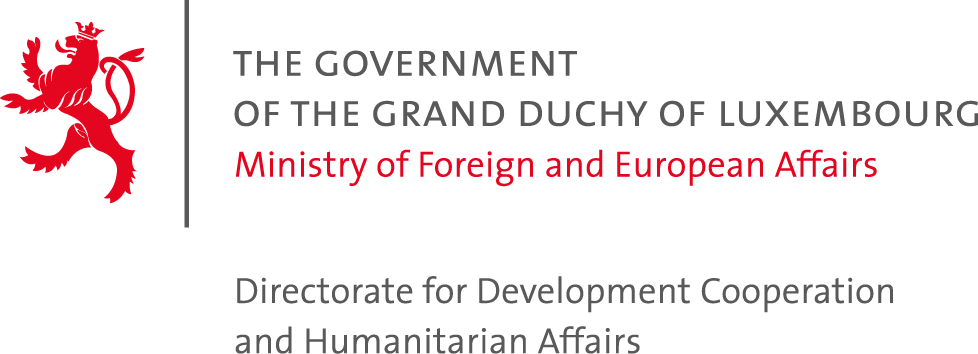 THE GOVERNMENT
OF THE GRAND DUCHY OF LUXEMBOURG
Ministry of Foreign and European Affairs
Directorate for Development Cooperation
and Humanitarian Affairs